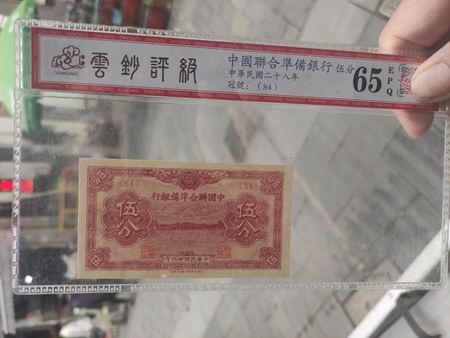 雲鈔評級
YUNCHAO
中國聯合準備銀行 伍分
中華民國二十八年
冠號:(84)
65
EPQ
(84)
(84)
行銀備準合聯國中
伍分
伍分